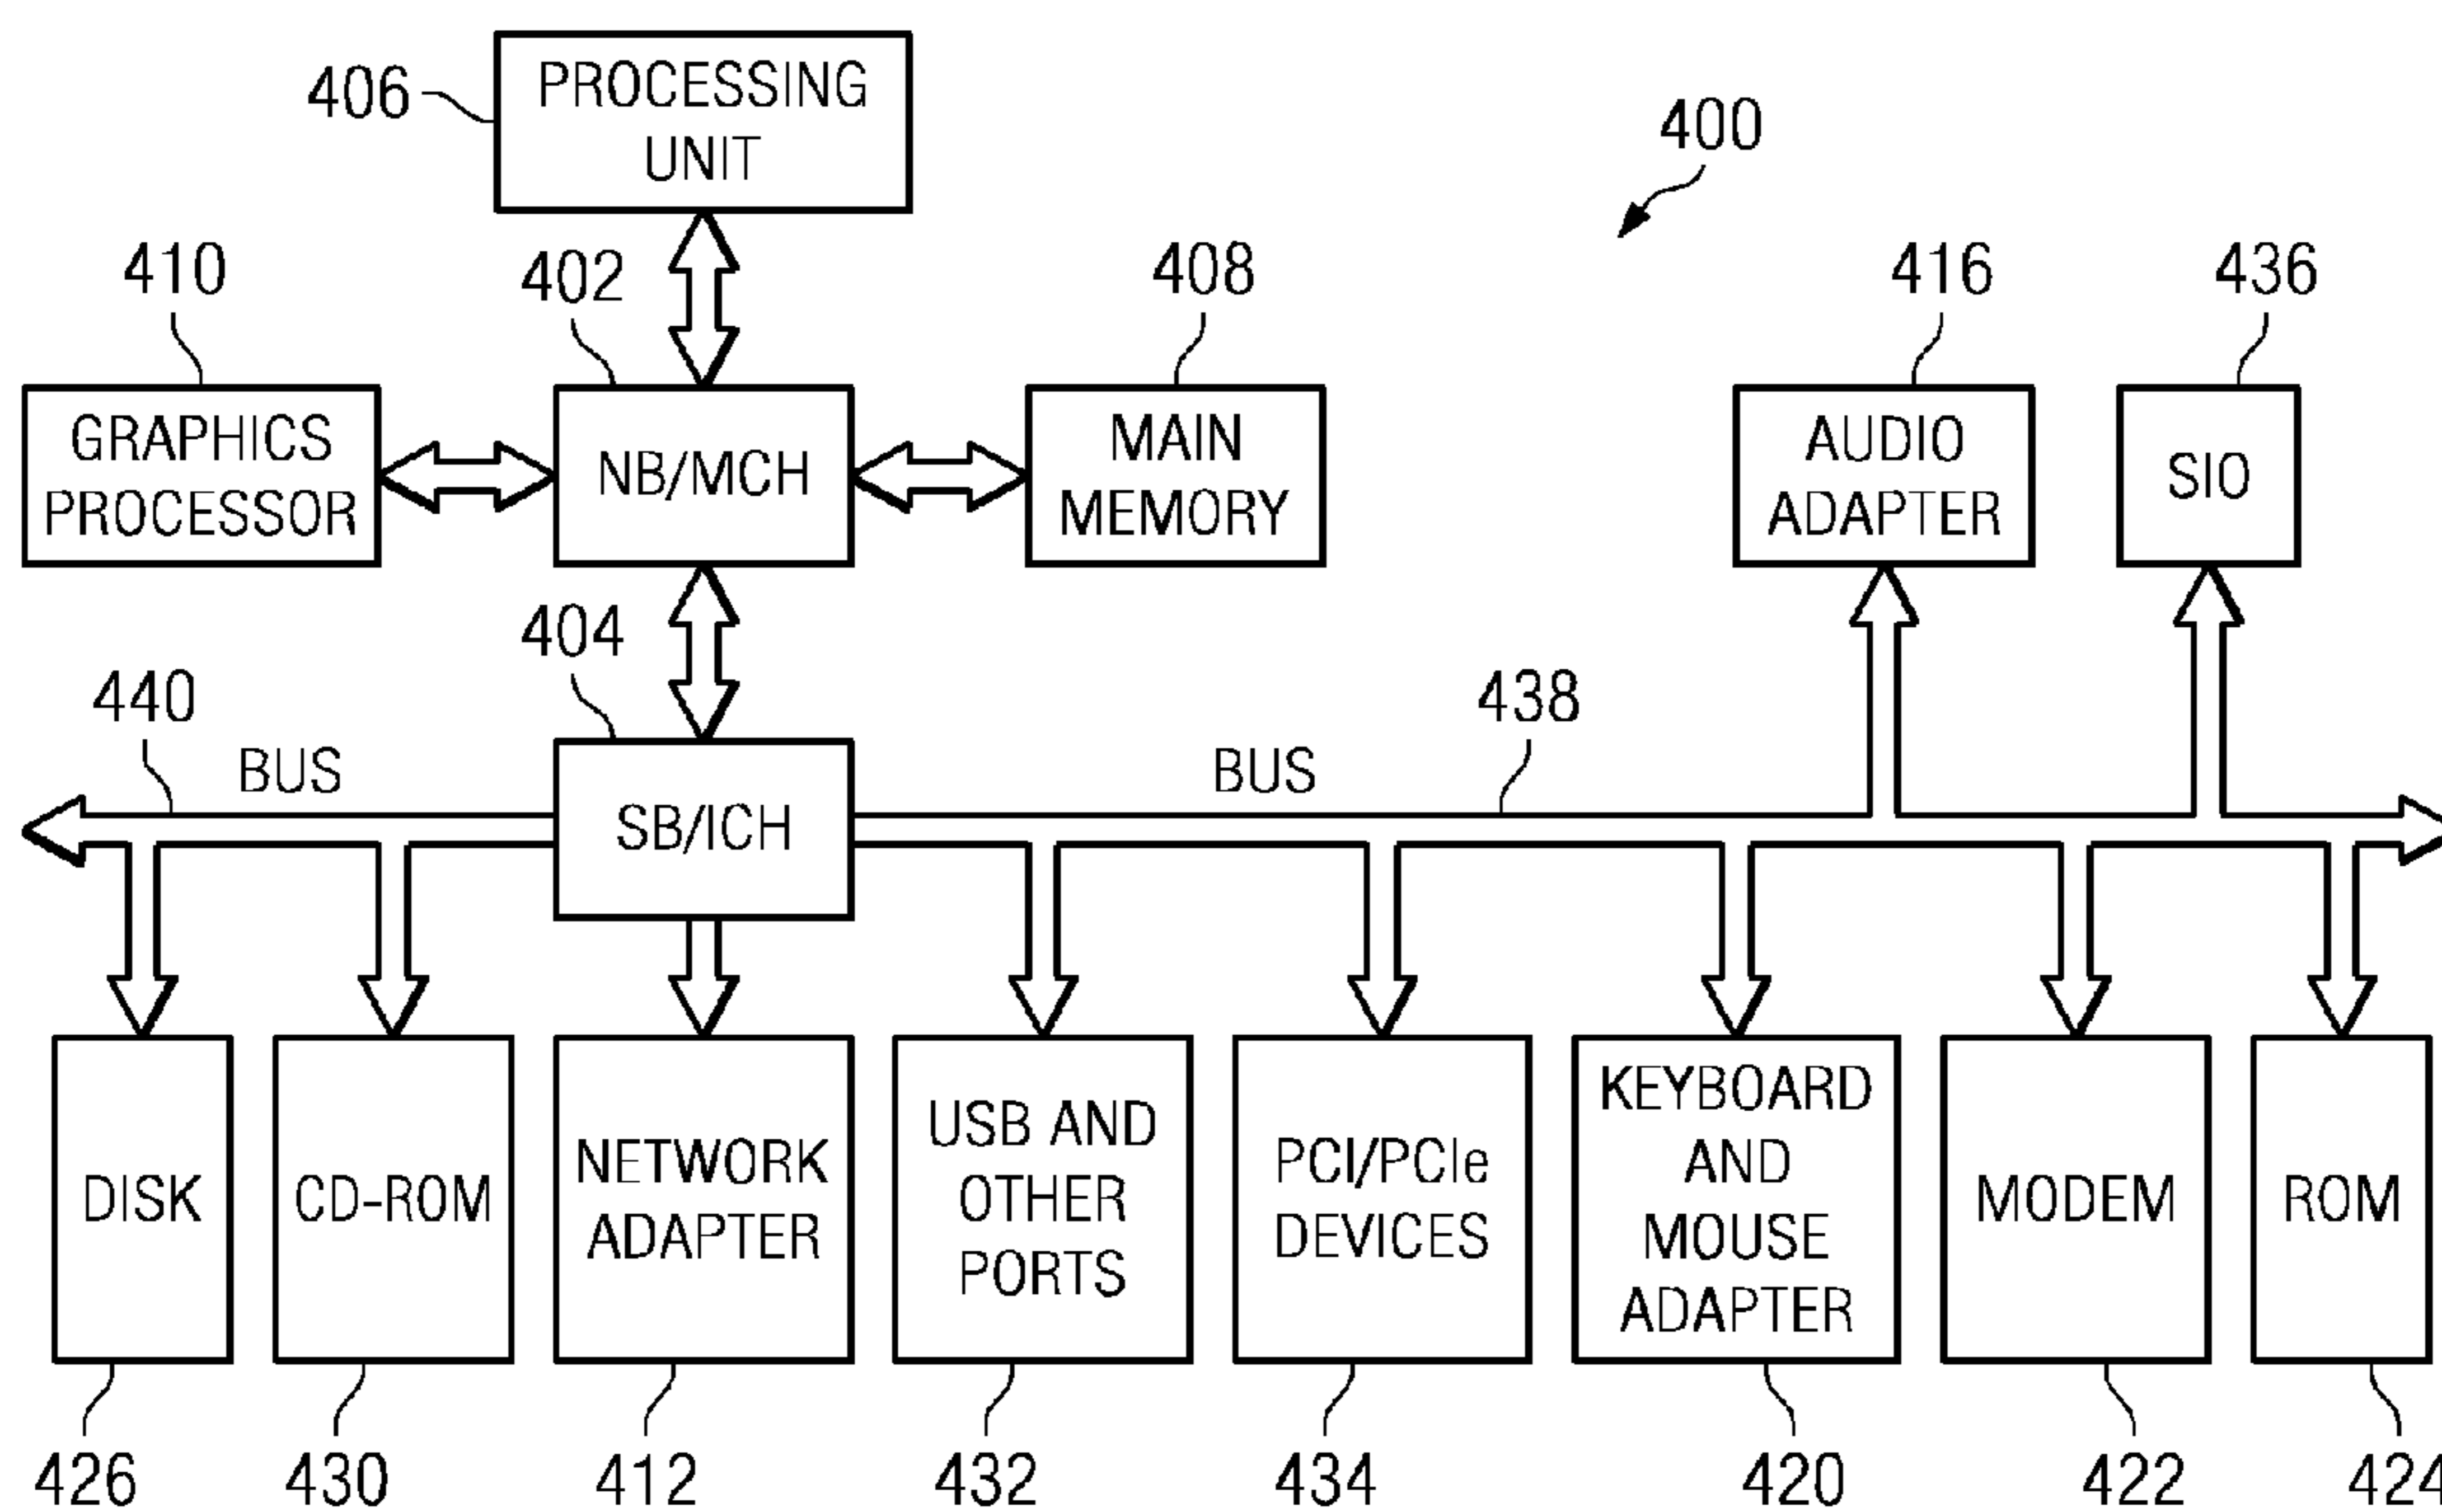 406
PROCESSING
UNIT
400
410
402
408
416
436
GRAPHICS
PROCESSOR
NB/MCH
MAIN
MEMORY
AUDIO
ADAPTER
SIO
404
440
BUS
438
BUS
SB/ICH
DISK
CD-ROM
NETWORK
ADAPTER
USB AND
OTHER
PORTS
PCI/PCIe
DEVICES
KEYBOARD
AND
MOUSE
ADAPTER
MODEM
ROM
426
430
412
432
434
420
422
424